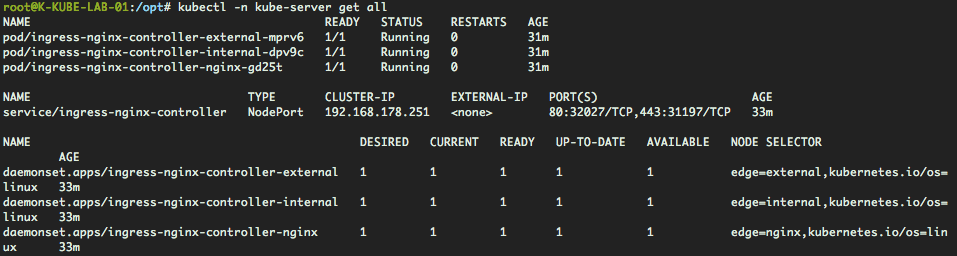 root@K-KUBE-LAB-01:/opt# kubectl -n kube-server get all
NAME READY STATUS RESTARTS AGE
pod/ingress-nginx-controller-external-mprv6 1/1 Running 0 31m
pod/ingress-nginx-controller-internal-dpv9c 1/1 Running 0 31m
pod/ingress-nginx-controller-nginx-gd25t 1/1 Running 0 31m
NAME TYPE CLUSTER-IP EXTERNAL-IP PORT(S) AGE
service/ingress-nginx-controller NodePort 192.168.178.251 <none> 80:32027/TCP,443:31197/TCP 33m
NAME DESIRED CURRENT READY UP-TO-DATE AVAILABLE NODE SELECTOR
AGE
daemonset.apps/ingress-nginx-controller-external 1 1 1 1 1 edge=external,kubernetes.io/os=
linux 33m
daemonset.apps/ingress-nginx-controller-internal 1 1 1 1 1 edge=internal,kubernetes.io/os=
linux 33m
daemonset.apps/ingress-nginx-controller-nginx 1 1 1 1 1 edge=nginx,kubernetes.io/os=lin
ux 33m